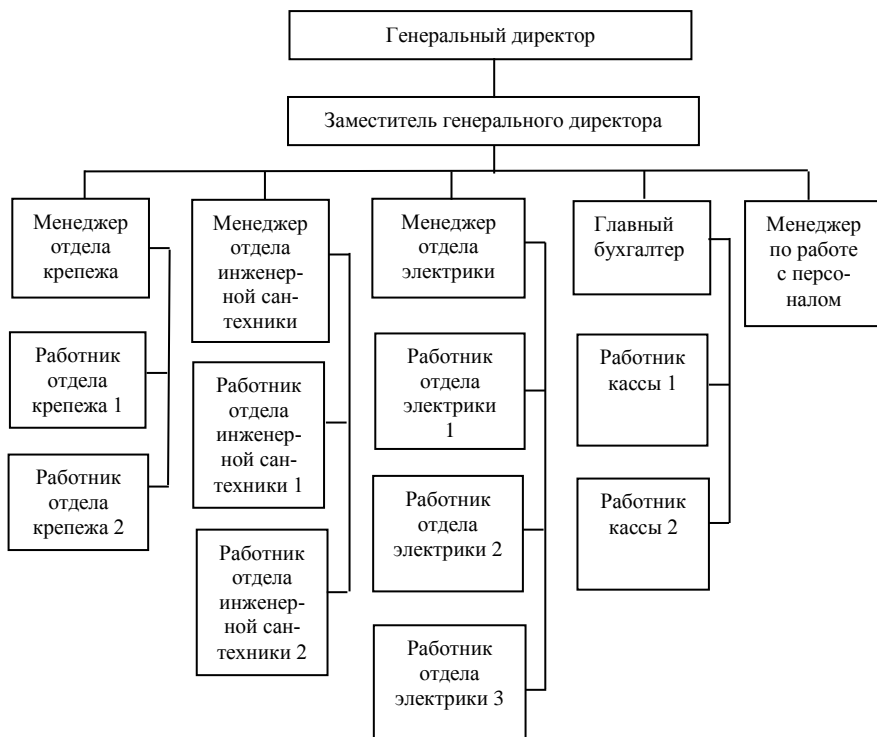 Генеральный директор
Заместитель генерального директора
Менеджер
отдела
крепежа
Менеджер
отдела
инженер-
ной сан-
техники
Менеджер
отдела
электрики
Главный
бухгалтер
Менеджер
по работе
с персо-
налом
Работник
отдела
крепежа 1
Работник
отдела
инженер-
ной сан-
техники 1
Работник
отдела
электрики
1
Работник
кассы 1
Работник
отдела
крепежа 2
Работник
отдела
инженер-
ной сан-
техники 2
Работник
отдела
электрики 2
Работник
кассы 2
Работник
отдела
электрики 3